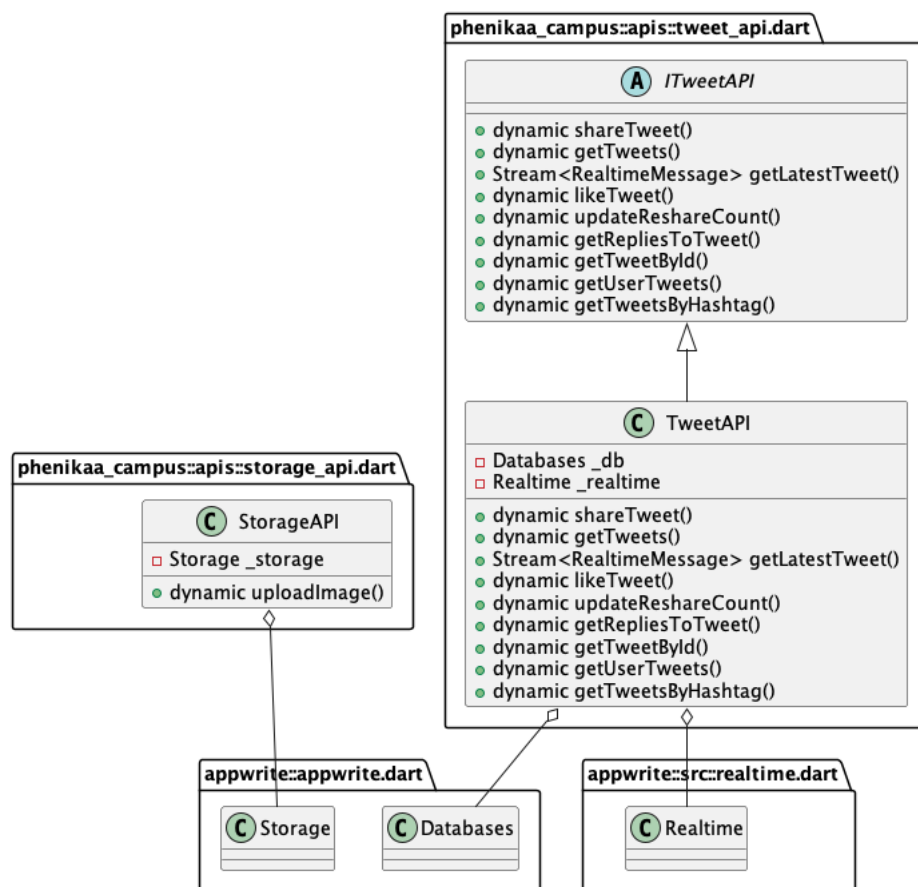 phenikaa_campus::apis::tweet_api.dart
A ITweetAPI
dynamic shareTweet()
dynamic getTweets()
Stream<RealtimeMessage> getLatestTweet()
dynamic likeTweet()
dynamic updateReshareCount()
dynamic getRepliesToTweet()
dynamic getTweetById()
dynamic getUserTweets()
dynamic getTweetsByHashtag()
C TweetAPI
Databases _db
Realtime _realtime
dynamic shareTweet()
dynamic getTweets()
Stream<RealtimeMessage> getLatestTweet()
dynamic likeTweet()
dynamic updateReshareCount()
dynamic getRepliesToTweet()
dynamic getTweetById()
dynamic getUserTweets()
dynamic getTweetsByHashtag()
phenikaa_campus::apis::storage_api.dart
C StorageAPI
Storage _storage
dynamic uploadImage()
appwrite::appwrite.dart
C Storage
C Databases
appwrite::src::realtime.dart
C Realtime